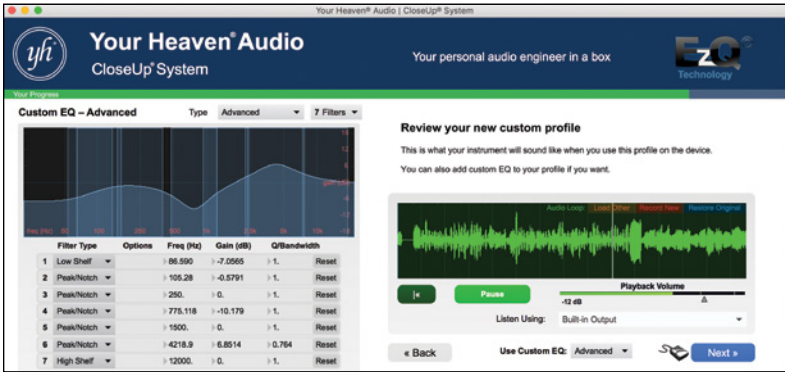 Your Heaven® Audio | CloseUp® System
yhi
Your Heaven® Audio
CloseUp® System
Your personal audio engineer in a box
EzQ
Technology
Your Progress
Custom EQ – Advanced Type Advanced 7 Filters
Filter Type Options Freq (Hz) Gain (dB) Q/Bandwidth
1 Low Shelf 86.590 -7.0565 1. Reset
2 Peak/Notch 105.28 -0.5791 1. Reset
3 Peak/Notch 250. 0. 1. Reset
4 Peak/Notch 775.118 -10.179 1. Reset
5 Peak/Notch 1500. 0. 1. Reset
6 Peak/Notch 4218.9 6.8514 0.764 Reset
7 High Shelf 12000. 0. 1. Reset
Review your new custom profile
This is what your instrument will sound like when you use this profile on the device.
You can also add custom EQ to your profile if you want.
Audio Loop: Load Other Record New Restore Original
Pause
Playback Volume
-12 dB
Listen Using: Built-in Output
« Back
Use Custom EQ: Advanced
Next »